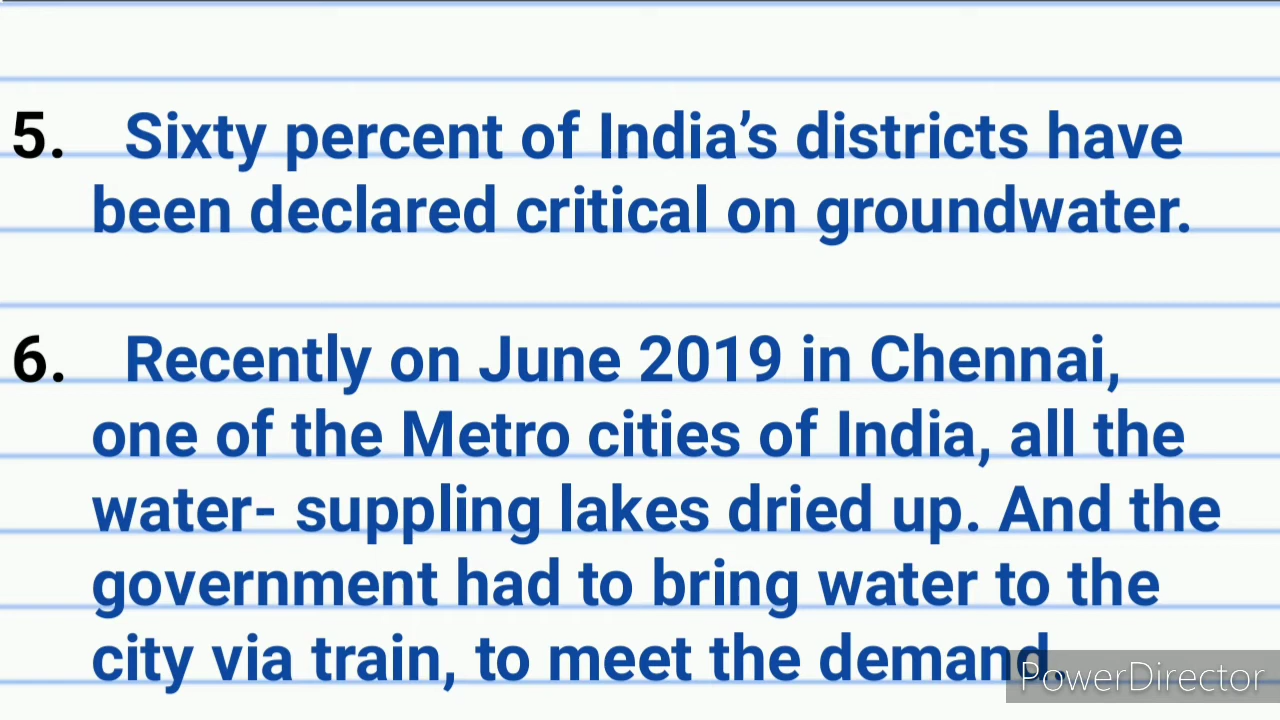 5. Sixty percent of India’s districts have
been declared critical on groundwater.
6. Recently on June 2019 in Chennai,
one of the Metro cities of India, all the
water- suppling lakes dried up. And the
government had to bring water to the
city via train, to meet the demand.
PowerDirector